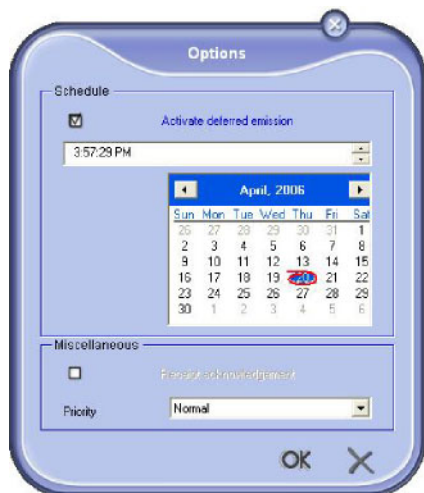 Options
Schedule
Activate deferred emission
3:57:29 PM
April, 2006
Sun Mon Tue Wed Thu Fri Sat
26 27 28 29 30 31 1
2 3 4 5 6 7 8
9 10 11 12 13 14 15
16 17 18 19 20 21 22
23 24 25 26 27 28 29
30 1 2 3 4 5 6
Miscellaneous
Receipt acknowledgement
Priority Normal
OK